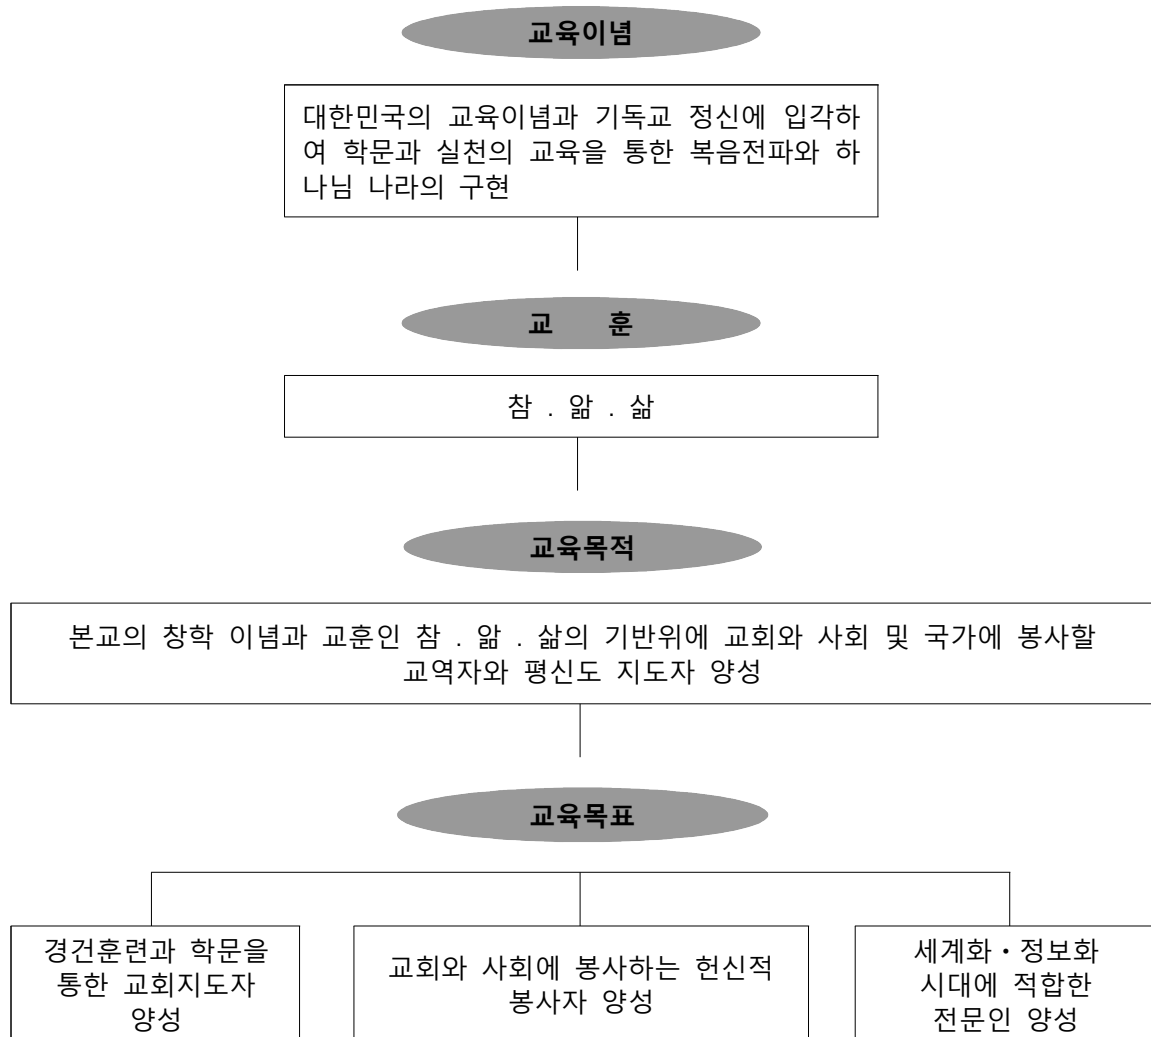 교육이념
대한민국의 교육이념과 기독교 정신에 입각하
여 학문과 실천의 교육을 통한 복음전파와 하
나님 나라의 구현
교 훈
참 . 앎 . 삶
교육목적
본교의 창학 이념과 교훈인 참 . 앎 . 삶의 기반위에 교회와 사회 및 국가에 봉사할
교역자와 평신도 지도자 양성
교육목표
경건훈련과 학문을
통한 교회지도자
양성
교회와 사회에 봉사하는 헌신적
봉사자 양성
세계화・정보화
시대에 적합한
전문인 양성